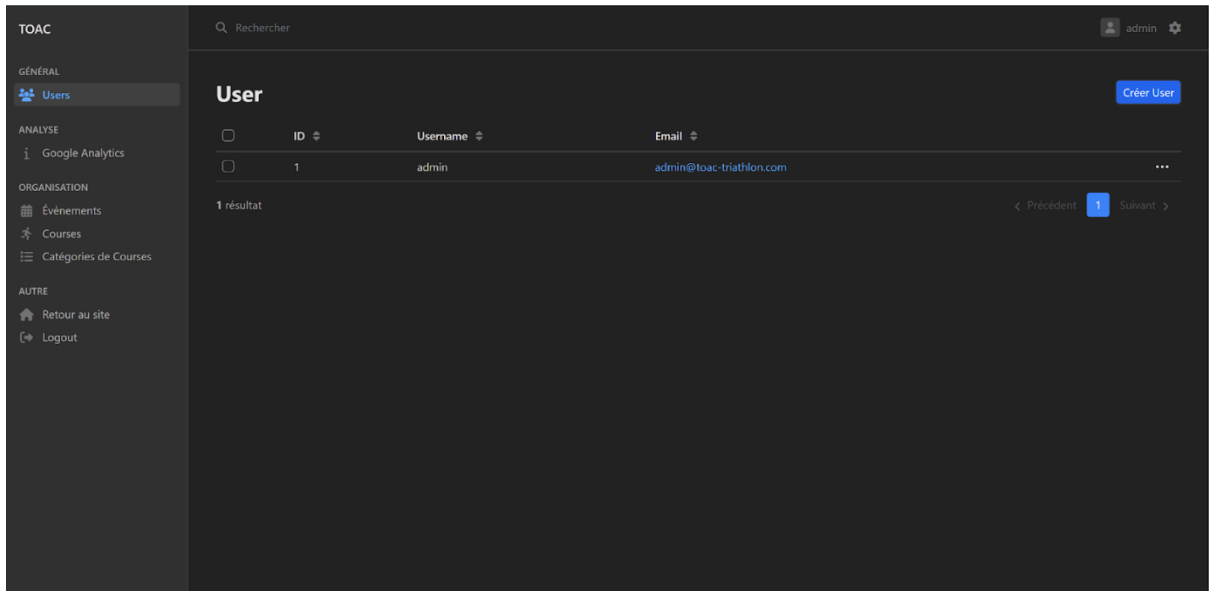 TOAC
Rechercher
admin
GÉNÉRAL
Users
ANALYSE
Google Analytics
ORGANISATION
Évènements
Courses
Catégories de Courses
AUTRE
Retour au site
Logout
User
Créer User
ID Username Email
1 admin admin@toac-triathlon.com
1 résultat
Précédent 1 Suivant